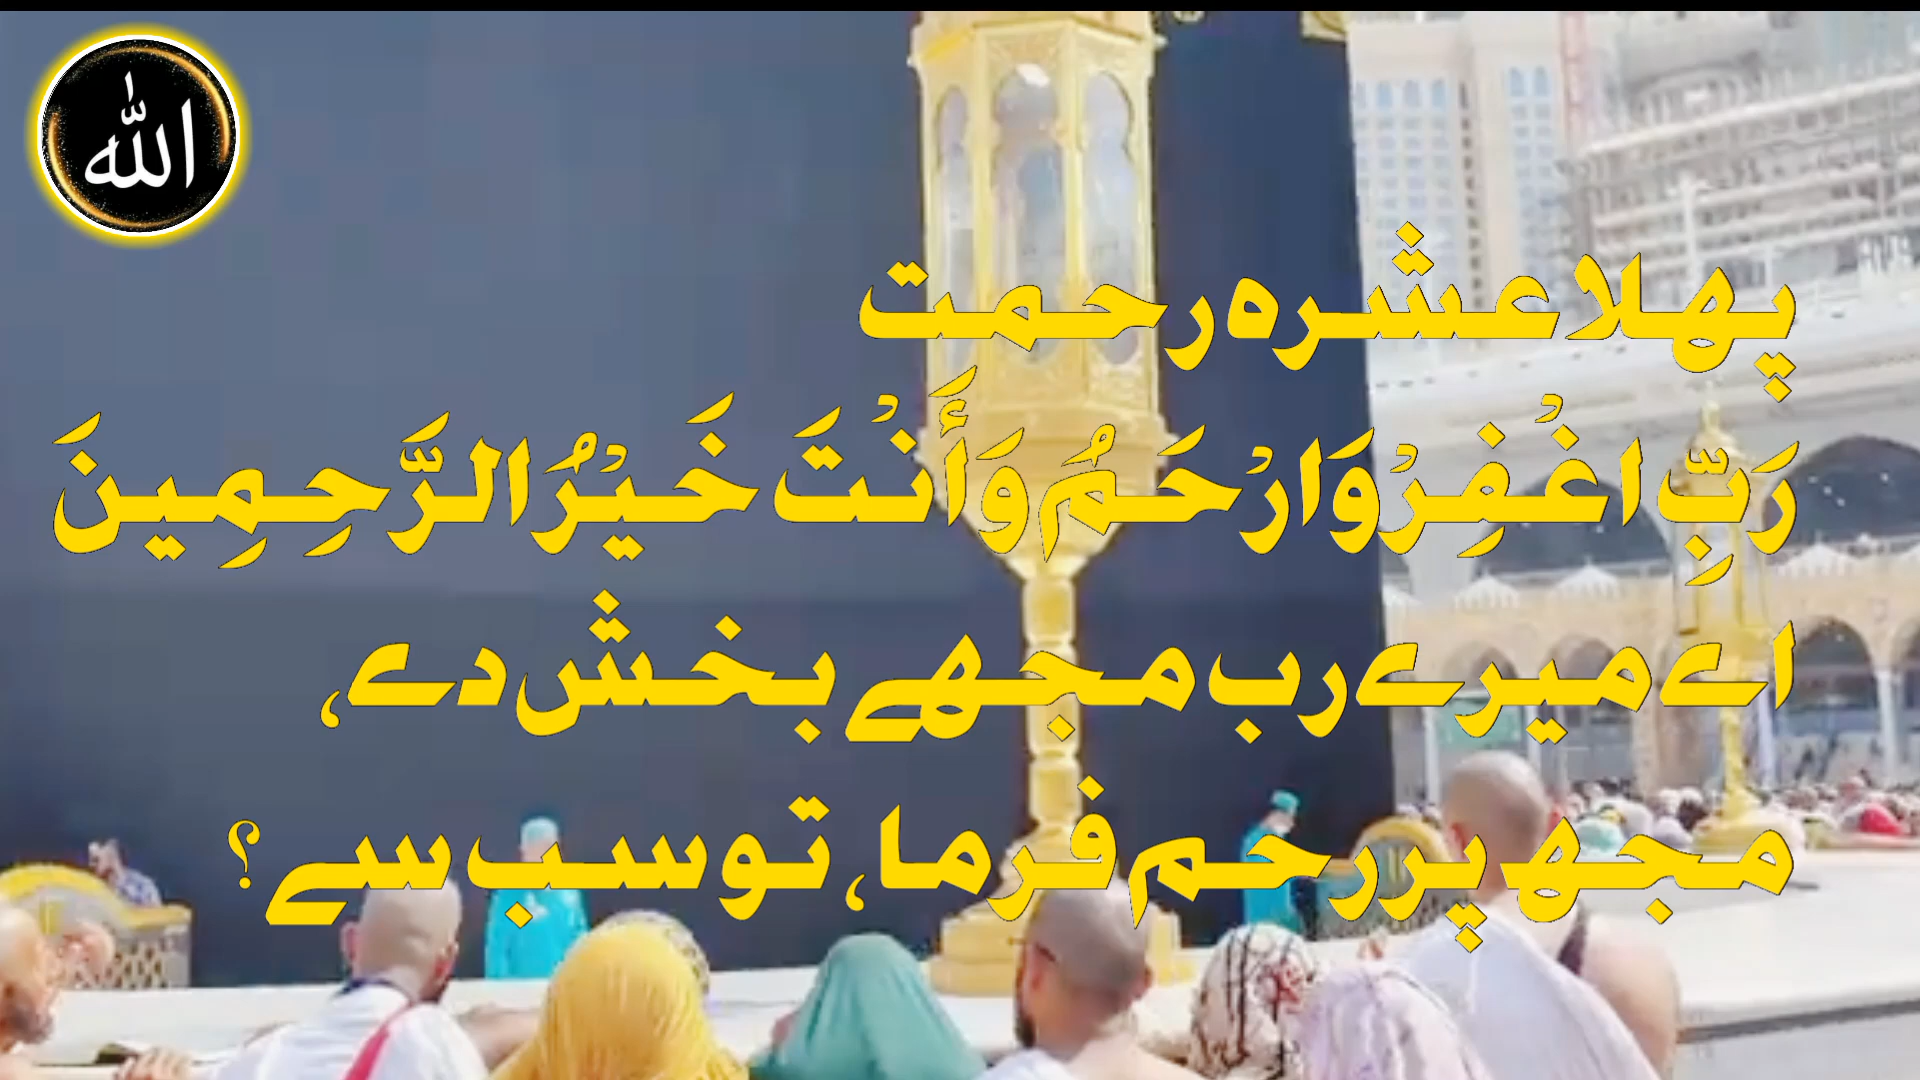 الله
پہلا عشرہ رحمت
رَبِّ اغْفِرْ وَارْحَمُ وَأَنْتَ خَيْرُ الرَّحِمِينَ
اے میرے رب مجھے بخش دے،
مجھ پر رحم فرما، تو سب سے؟